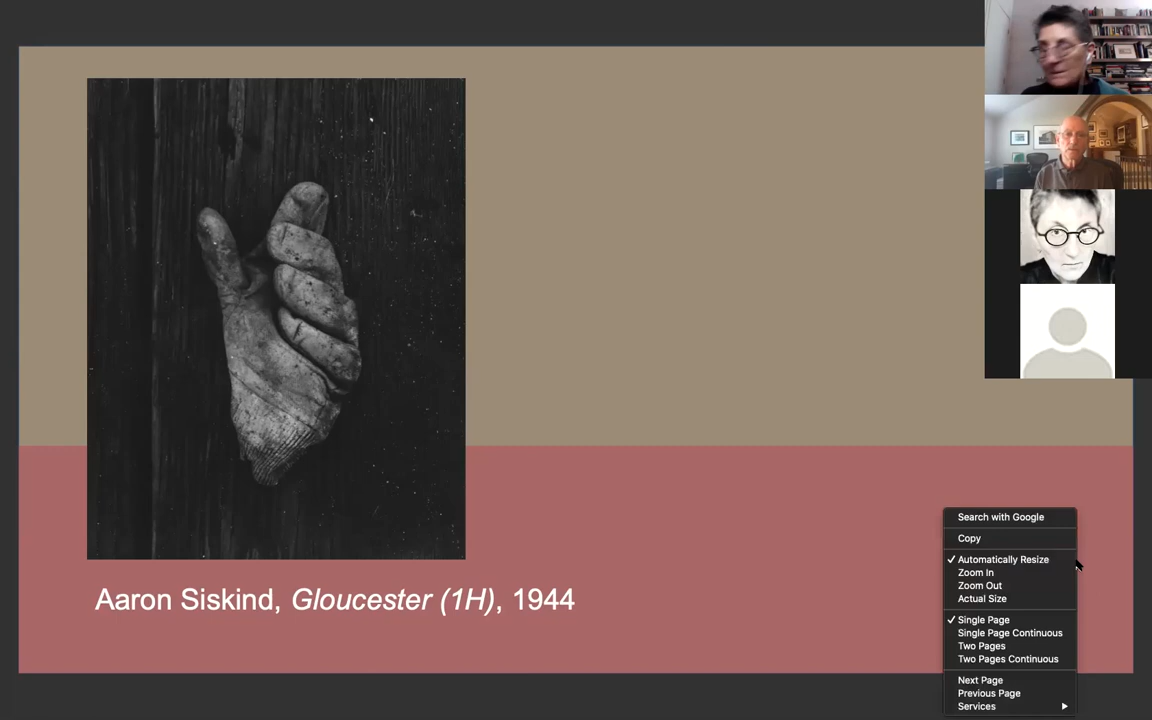 Aaron Siskind, Gloucester (1H), 1944
Search with Google
Copy
✓ Automatically Resize
Zoom In
Zoom Out
Actual Size
✓ Single Page
Single Page Continuous
Two Pages
Two Pages Continuous
Next Page
Previous Page
Services